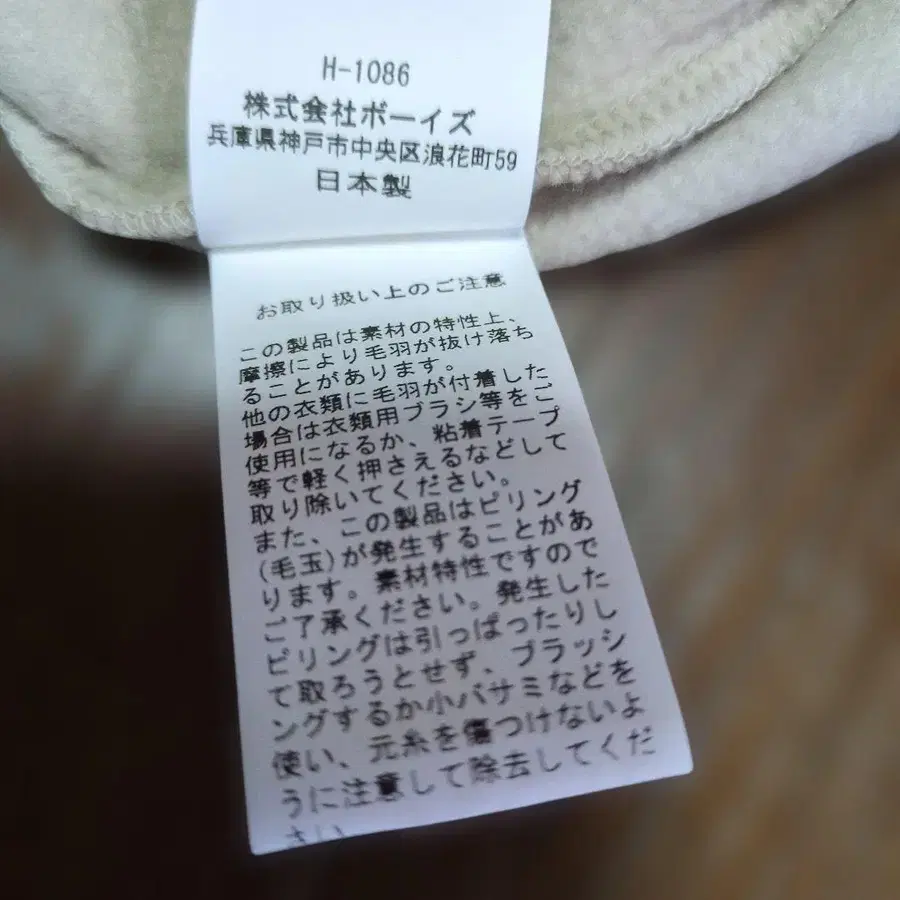 H-1086
株式会社ボーイズ
兵庫県神戸市中央区浪花町59
日本製
お取り扱い上のご注意
この製品は素材の特性上、
摩擦により毛羽が抜け落ち
ることがあります。
他の衣類に毛羽が付着した
場合は衣類用ブラシ等をご
使用になるか、粘着テープ
等で軽く押さえるなどして
取り除いてください。
また、この製品はピリング
(毛玉)が発生することがあ
ります。素材特性ですので
ご了承ください。発生した
ピリングは引っぱったりし
て取ろうとせず、ブラッシ
ングするか小バサミなどを
使い、元糸を傷つけないよ
うに注意して除去してくだ
さい。